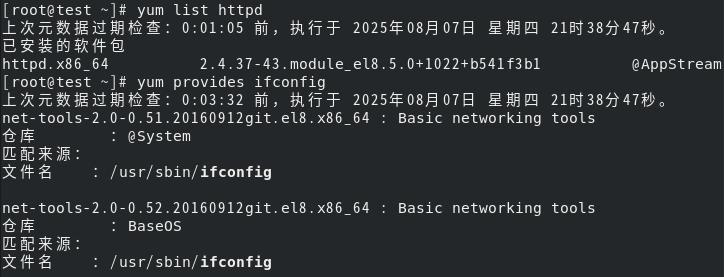 [root@test ~]# yum list httpd
上次元数据过期检查：0:01:05 前，执行于 2025年08月07日 星期四 21时38分47秒。
已安装的软件包
httpd.x86_64 2.4.37-43.module_el8.5.0+1022+b541f3b1 @AppStream
[root@test ~]# yum provides ifconfig
上次元数据过期检查：0:03:32 前，执行于 2025年08月07日 星期四 21时38分47秒。
net-tools-2.0-0.51.20160912git.el8.x86_64 : Basic networking tools
仓库 : @System
匹配来源：
文件名 : /usr/sbin/ifconfig
net-tools-2.0-0.52.20160912git.el8.x86_64 : Basic networking tools
仓库 : BaseOS
匹配来源：
文件名 : /usr/sbin/ifconfig